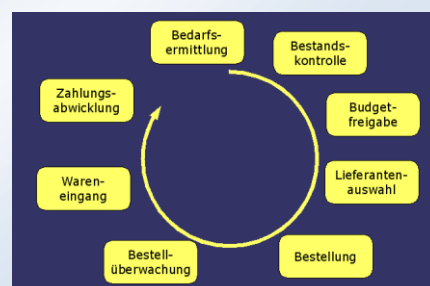 Bedarfs-
ermittlung
Bestands-
kontrolle
Budget-
freigabe
Lieferanten-
auswahl
Bestellung
Bestell-
überwachung
Waren-
eingang
Zahlungs-
abwicklung